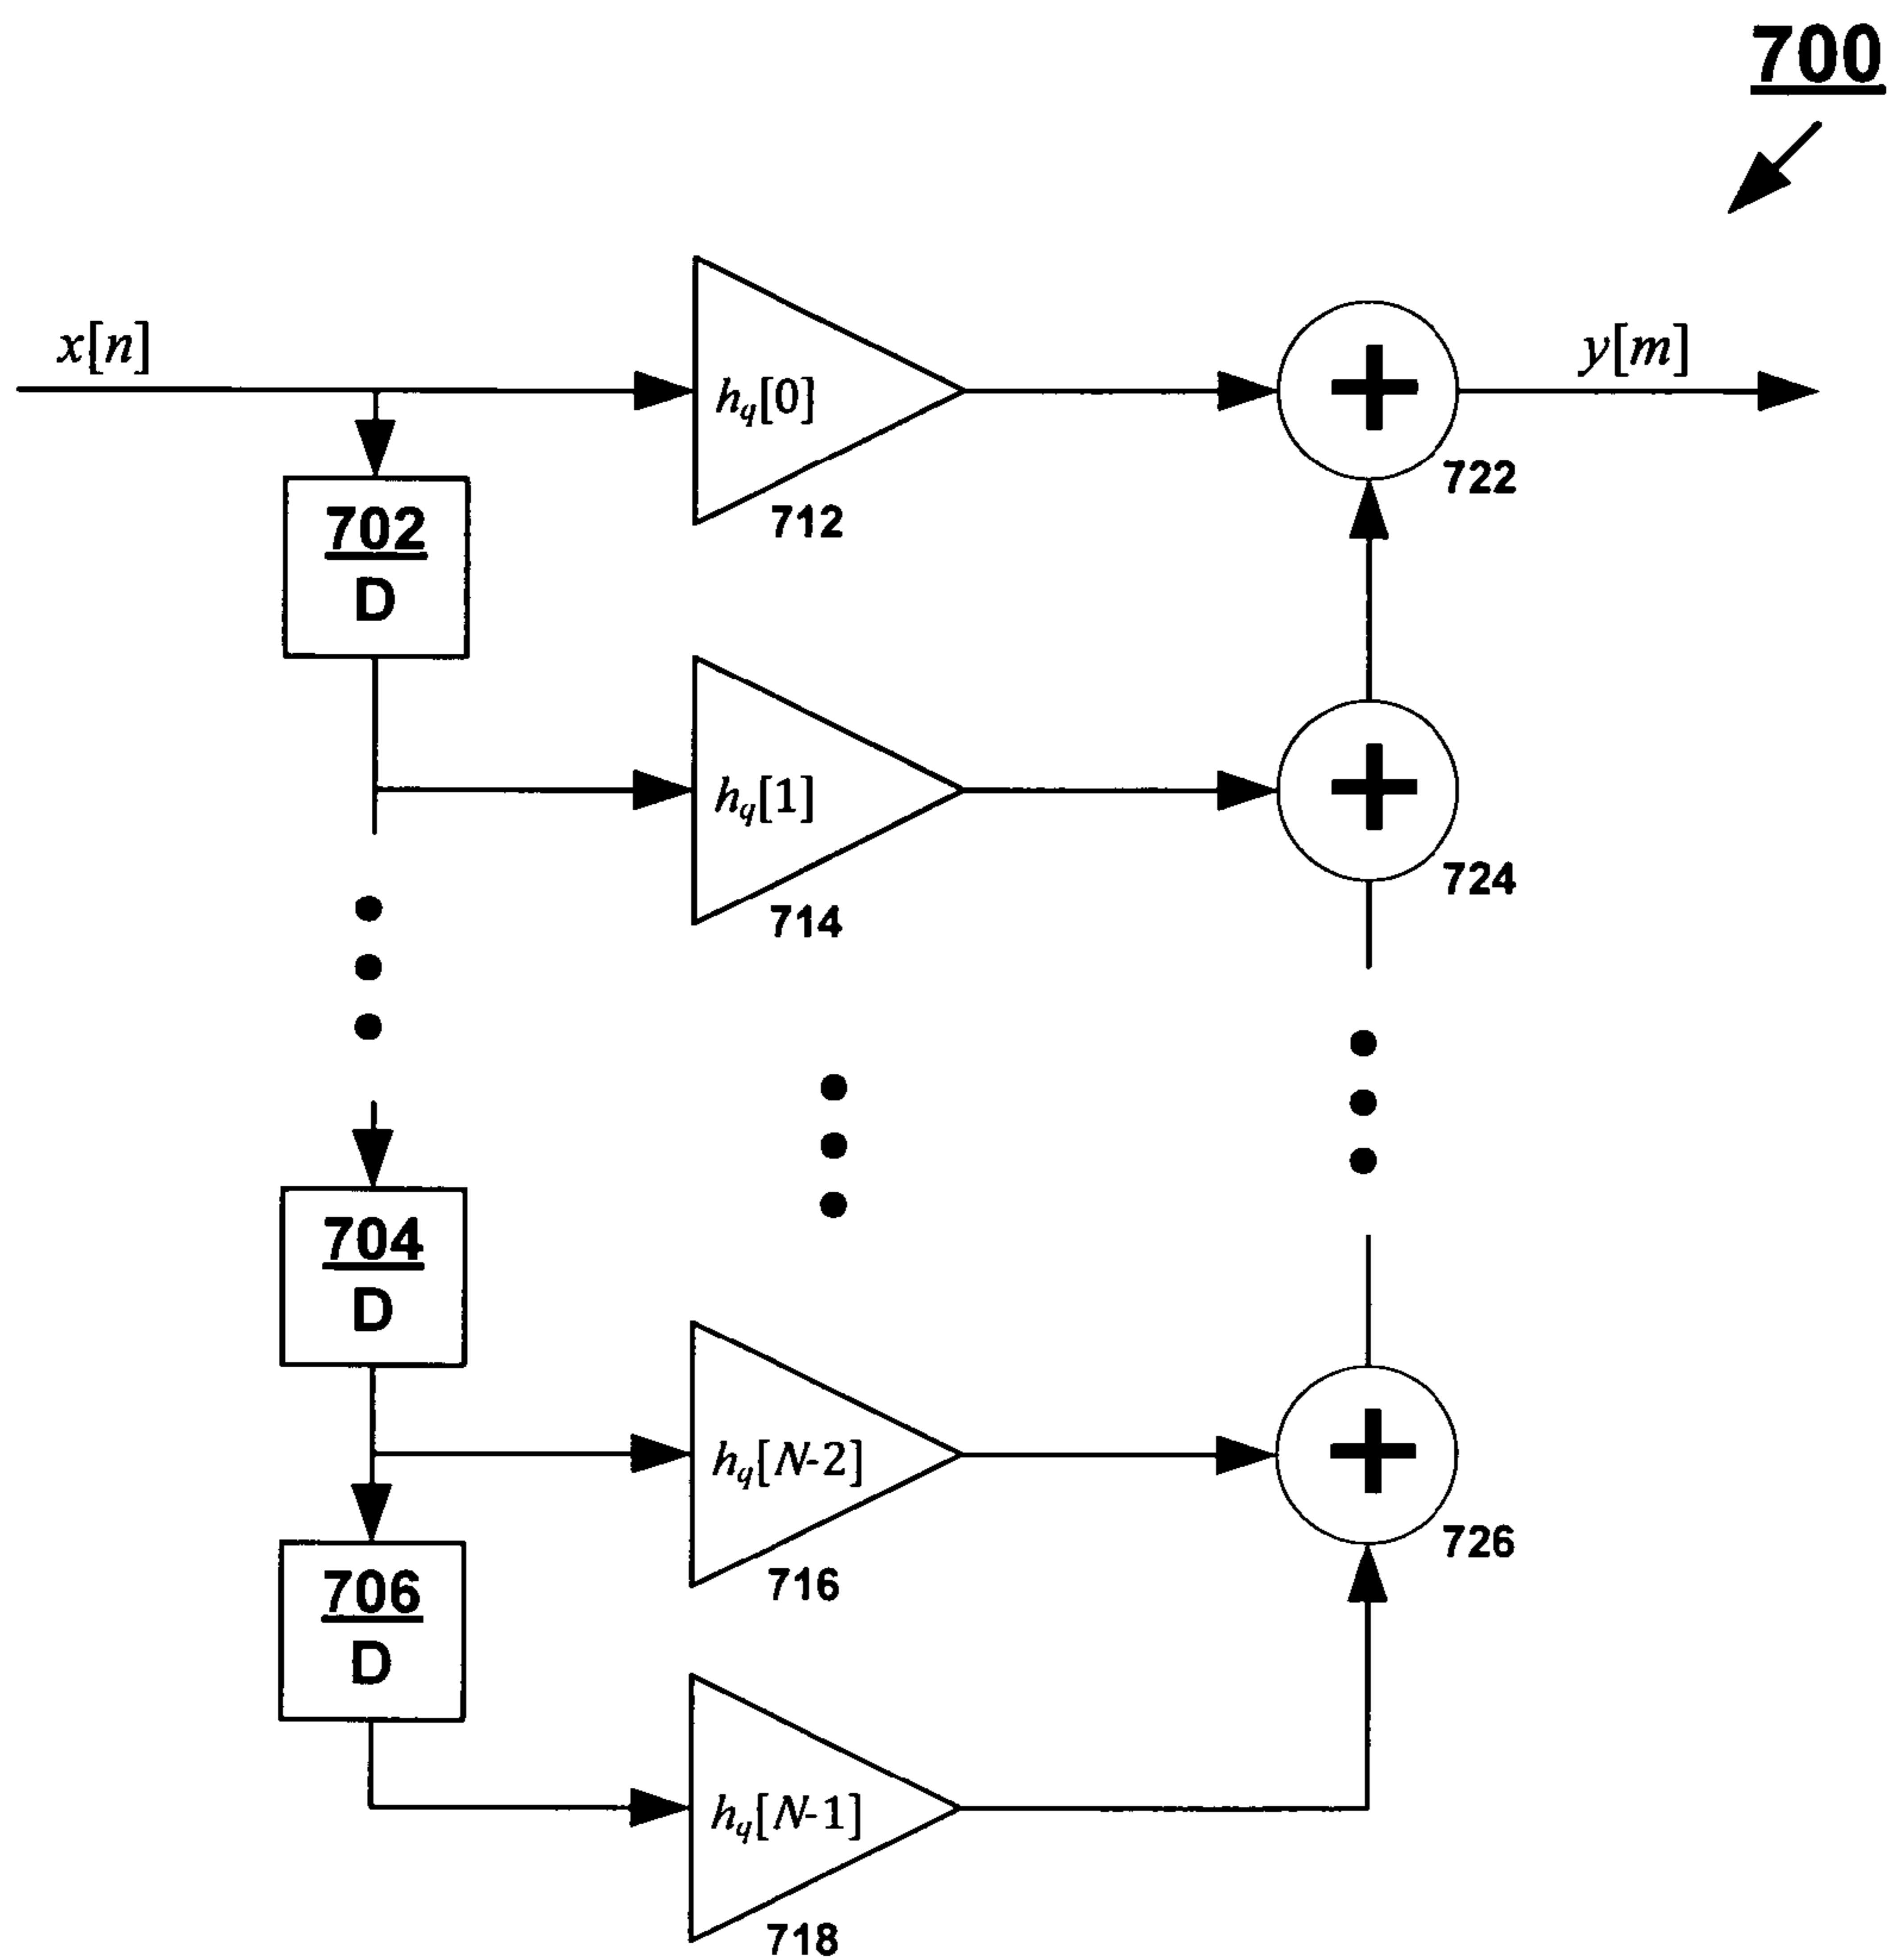 700
x[n]
y[m]
h_q[0]
722
712
702
D
h_q[1]
724
714
704
D
h_q[N-2]
726
716
706
D
h_q[N-1]
718